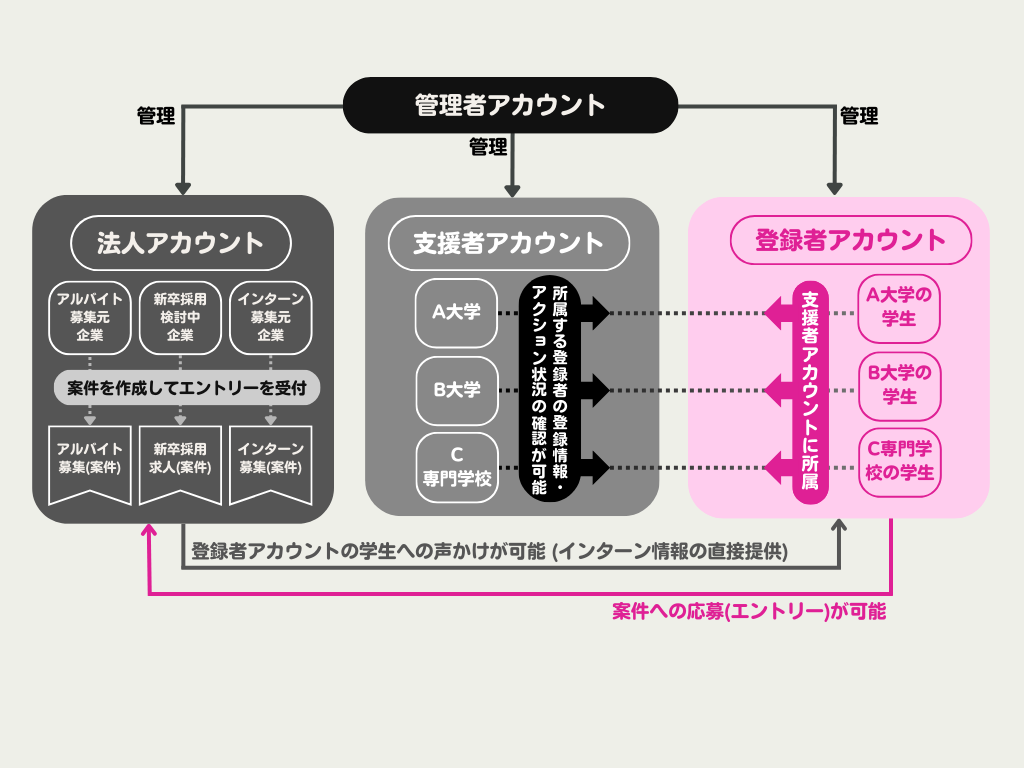 管理者アカウント
管理
管理
管理
法人アカウント
アルバイト
募集元
企業
新卒採用
検討中
企業
インターン
募集元
企業
案件を作成してエントリーを受付
アルバイト
募集(案件)
新卒採用
求人(案件)
インターン
募集(案件)
支援者アカウント
A大学
B大学
C
専門学校
所属する登録者の登録情報・
アクション状況の確認が可能
登録者アカウント
支援者アカウントに所属
A大学の
学生
B大学の
学生
C専門学
校の学生
登録者アカウントの学生への声かけが可能 (インターン情報の直接提供)
案件への応募(エントリー)が可能